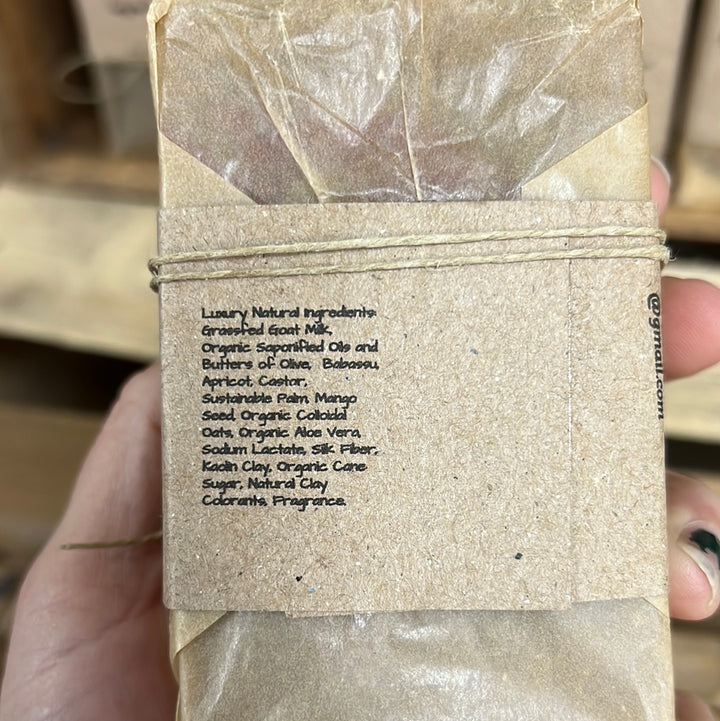 Luxury Natural Ingredients:
Grassfed Goat Milk,
Organic Saponified Oils and
Butters of Olive, Babassu,
Apricot, Castor,
Sustainable Palm, Mango
Seed. Organic Colloidal
Oats, Organic Aloe Vera,
Sodium Lactate, Silk Fiber,
Kaolin Clay, Organic Cane
Sugar, Natural Clay
Colorants, Fragrance.
@gmail.com